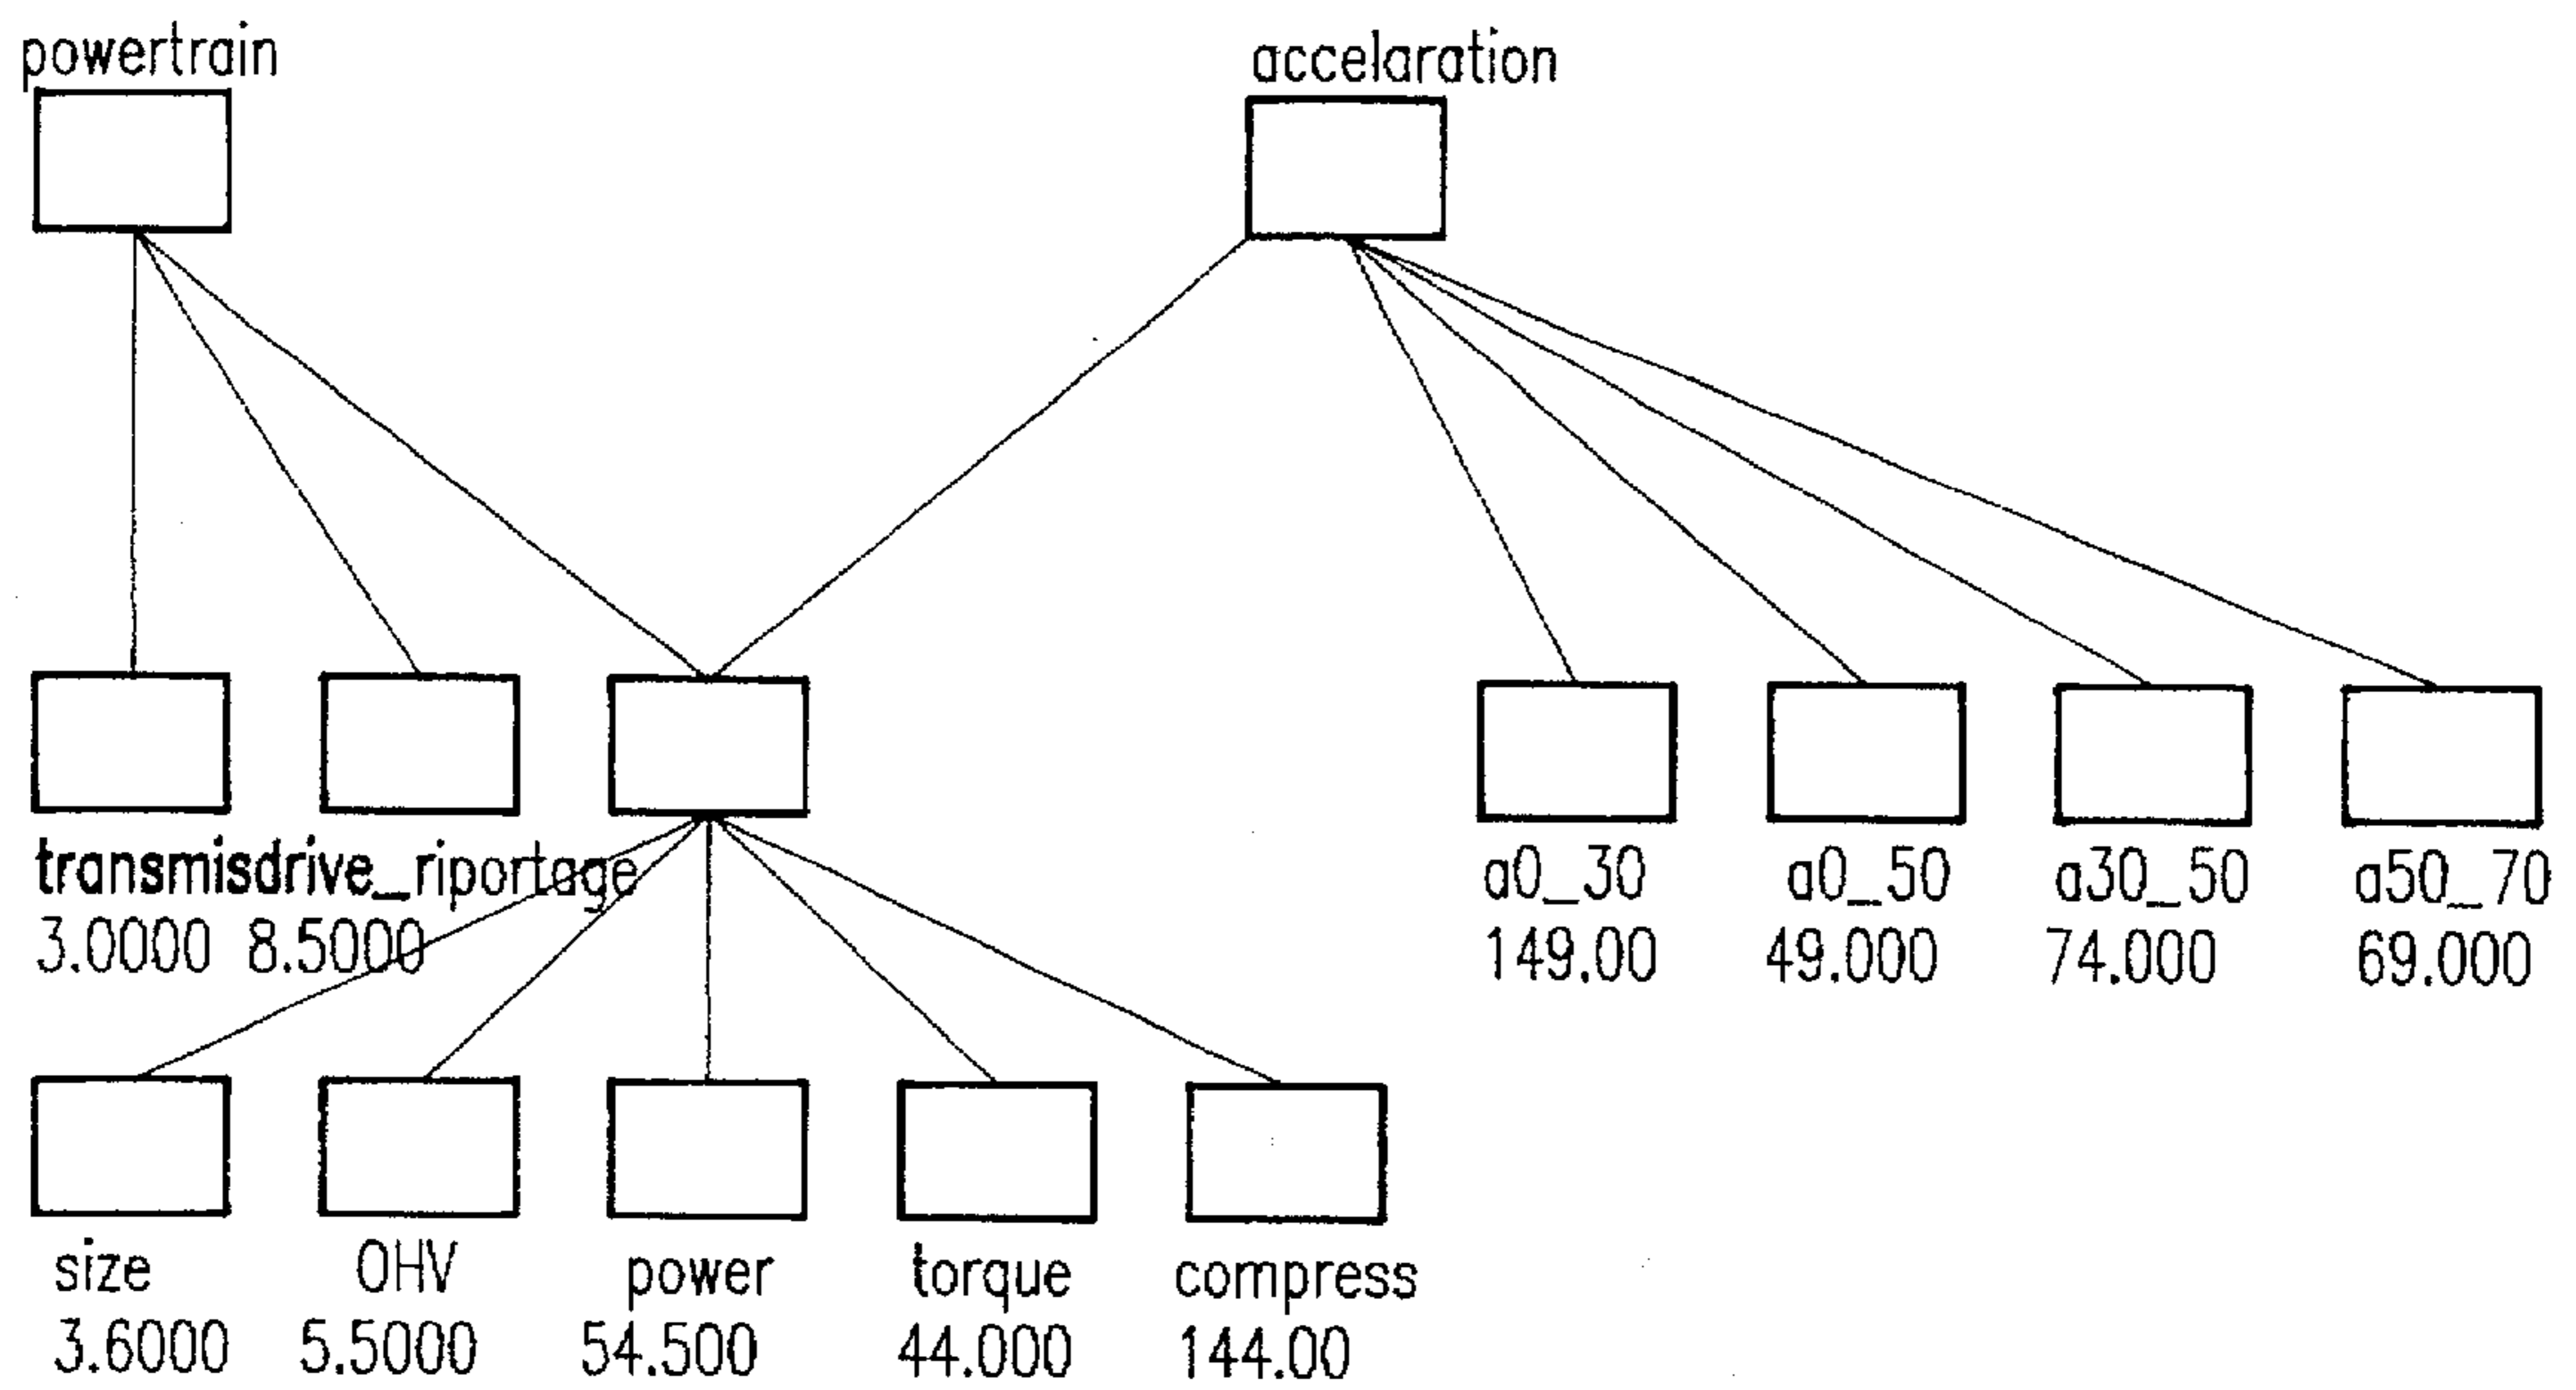 powertrain
accelaration
transmisdrive_riportage
3.0000 8.5000
a0_30
149.00
a0_50
49.000
a30_50
74.000
a50_70
69.000
size
3.6000
OHV
5.5000
power
54.500
torque
44.000
compress
144.00